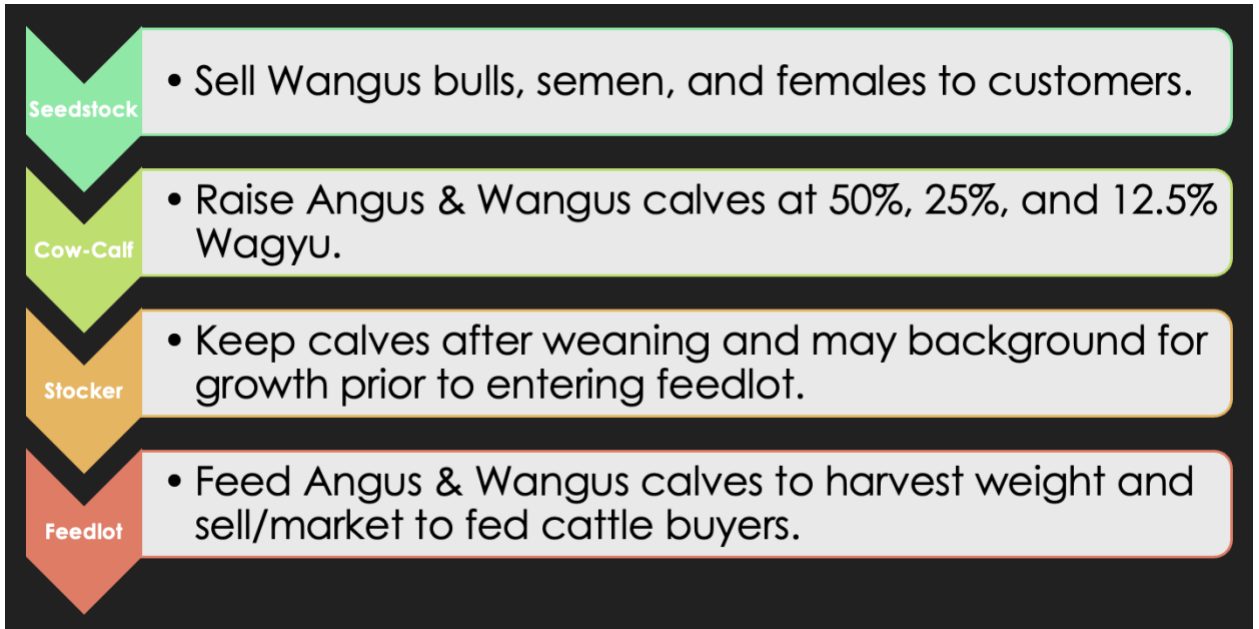 Seedstock
• Sell Wangus bulls, semen, and females to customers.
Cow-Calf
• Raise Angus & Wangus calves at 50%, 25%, and 12.5%
Wagyu.
Stocker
• Keep calves after weaning and may background for
growth prior to entering feedlot.
Feedlot
• Feed Angus & Wangus calves to harvest weight and
sell/market to fed cattle buyers.